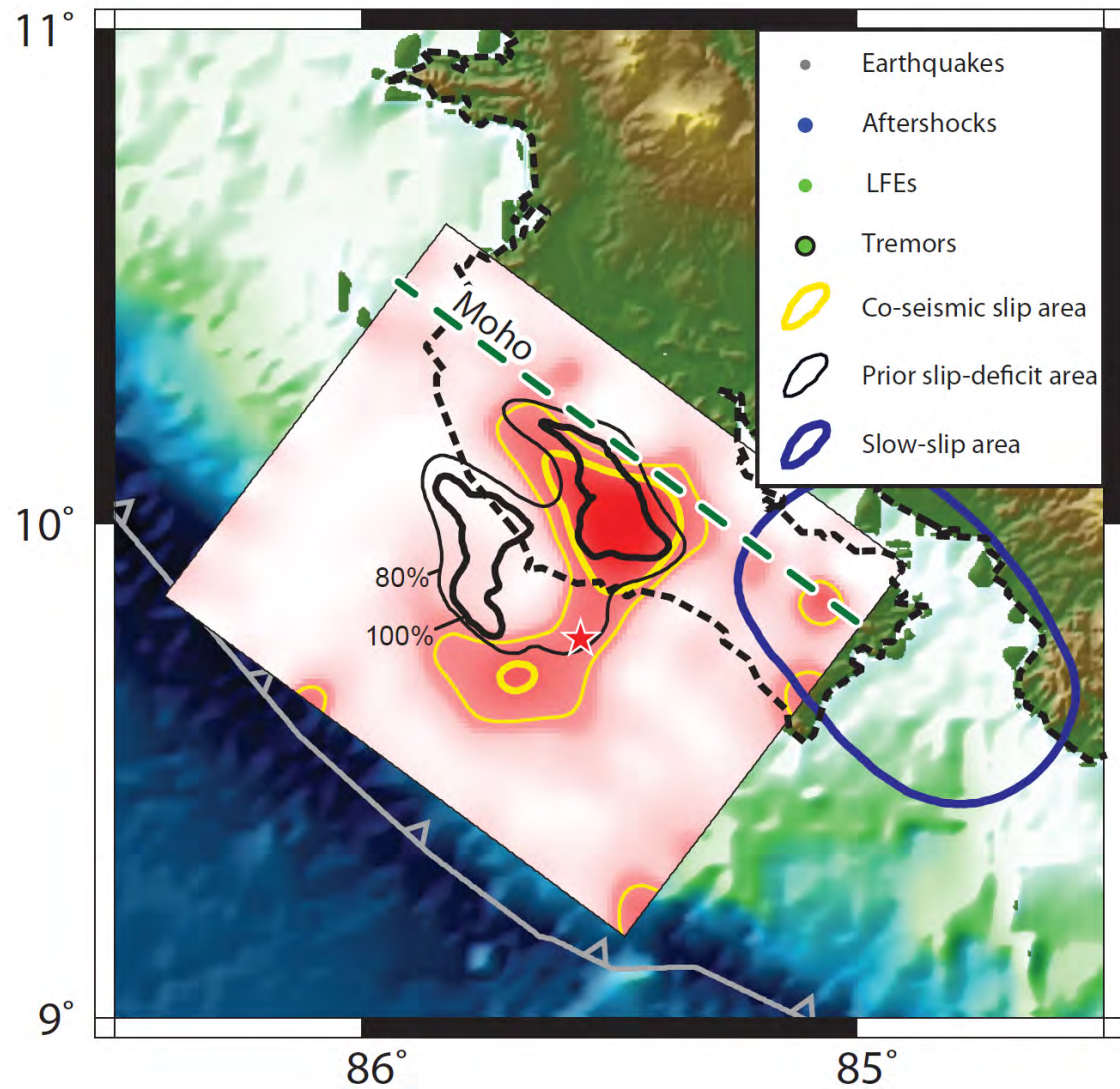 11°
Earthquakes
Aftershocks
LFEs
Tremors
Co-seismic slip area
Prior slip-deficit area
Slow-slip area
Moho
10°
80%
100%
9°
86°
85°